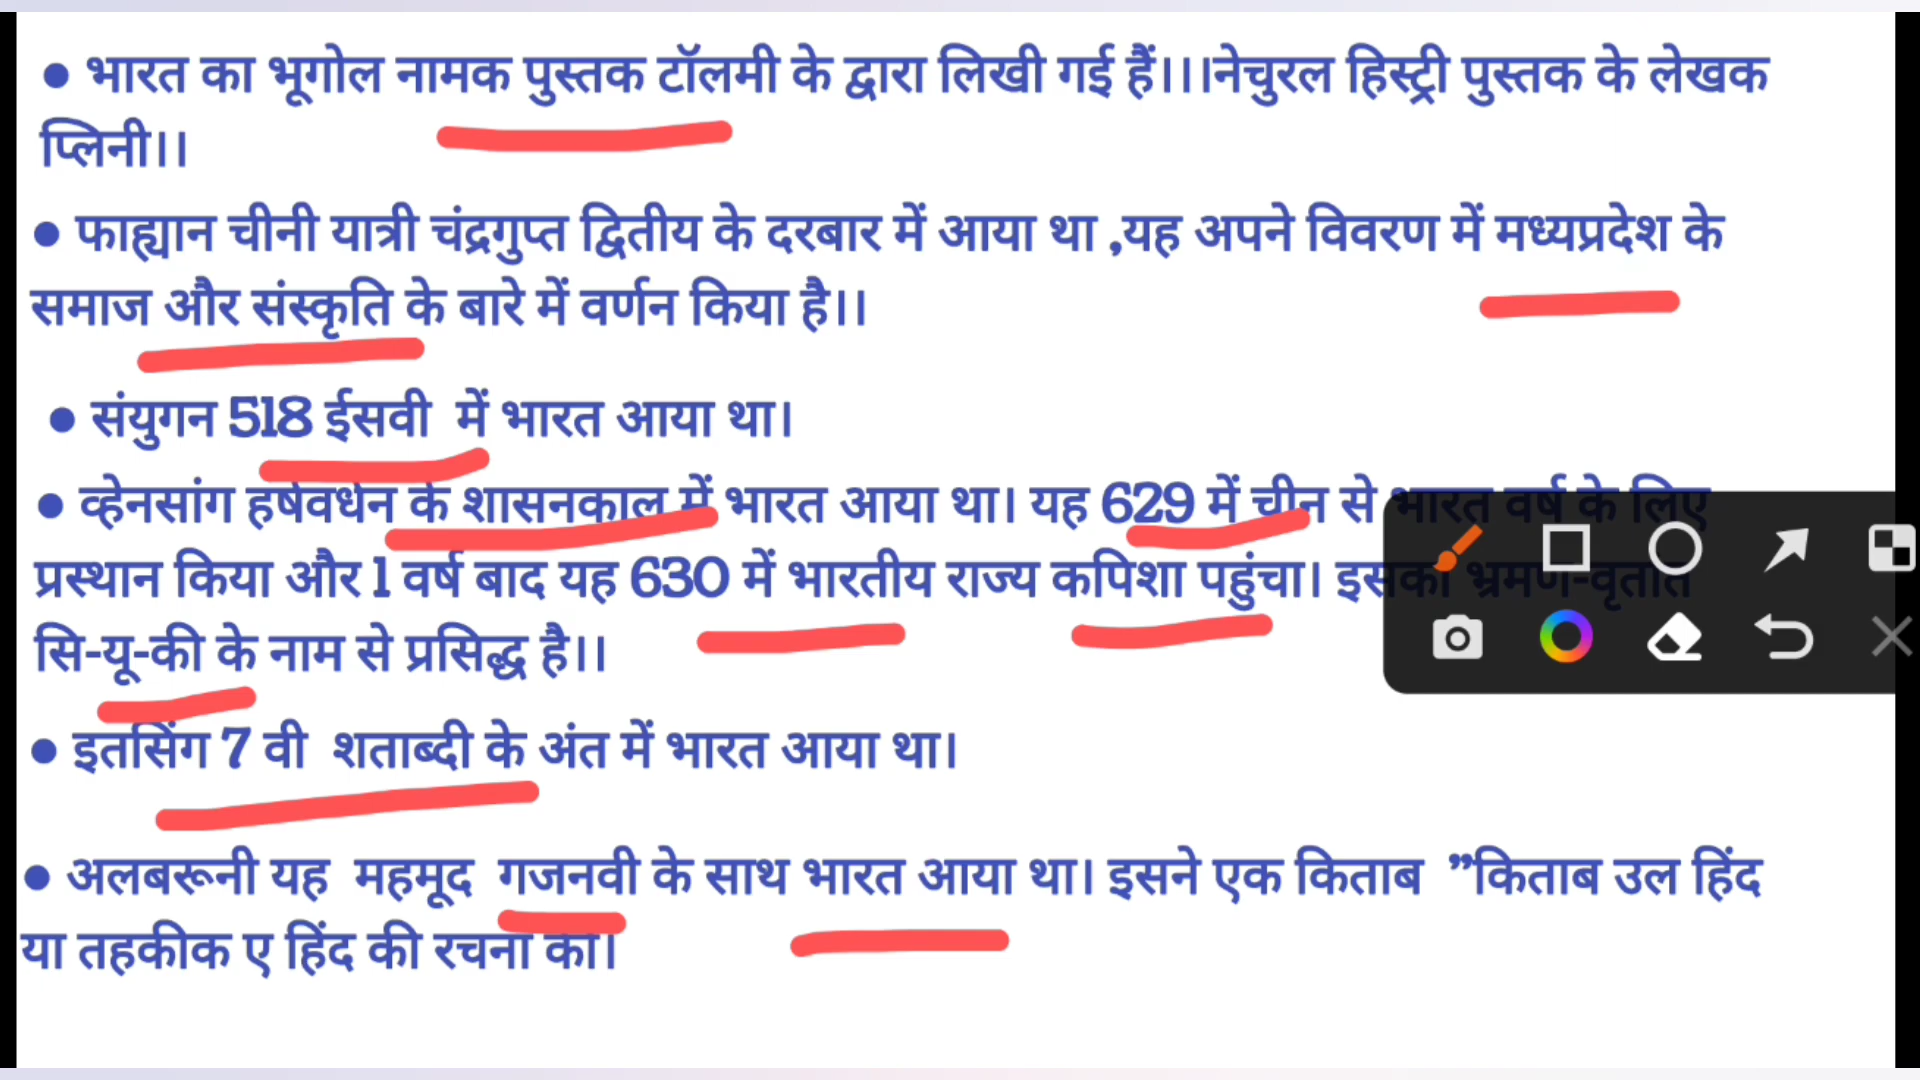 ● भारत का भूगोल नामक पुस्तक टॉलमी के द्वारा लिखी गई हैं।।।नेचुरल हिस्ट्री पुस्तक के लेखक
प्लिनी।।
● फाह्यान चीनी यात्री चंद्रगुप्त द्वितीय के दरबार में आया था ,यह अपने विवरण में मध्यप्रदेश के
समाज और संस्कृति के बारे में वर्णन किया है।।
● संयुगन 518 ईसवी में भारत आया था।
● व्हेनसांग हर्षवर्धन के शासनकाल में भारत आया था। यह 629 में चीन से भारत वर्ष के लिए
प्रस्थान किया और 1 वर्ष बाद यह 630 में भारतीय राज्य कपिशा पहुंचा। इसका भ्रमण-वृतांत
सि-यू-की के नाम से प्रसिद्ध है।।
● इतसिंग 7 वी शताब्दी के अंत में भारत आया था।
● अलबरूनी यह महमूद गजनवी के साथ भारत आया था। इसने एक किताब ”किताब उल हिंद
या तहकीक ए हिंद की रचना का।